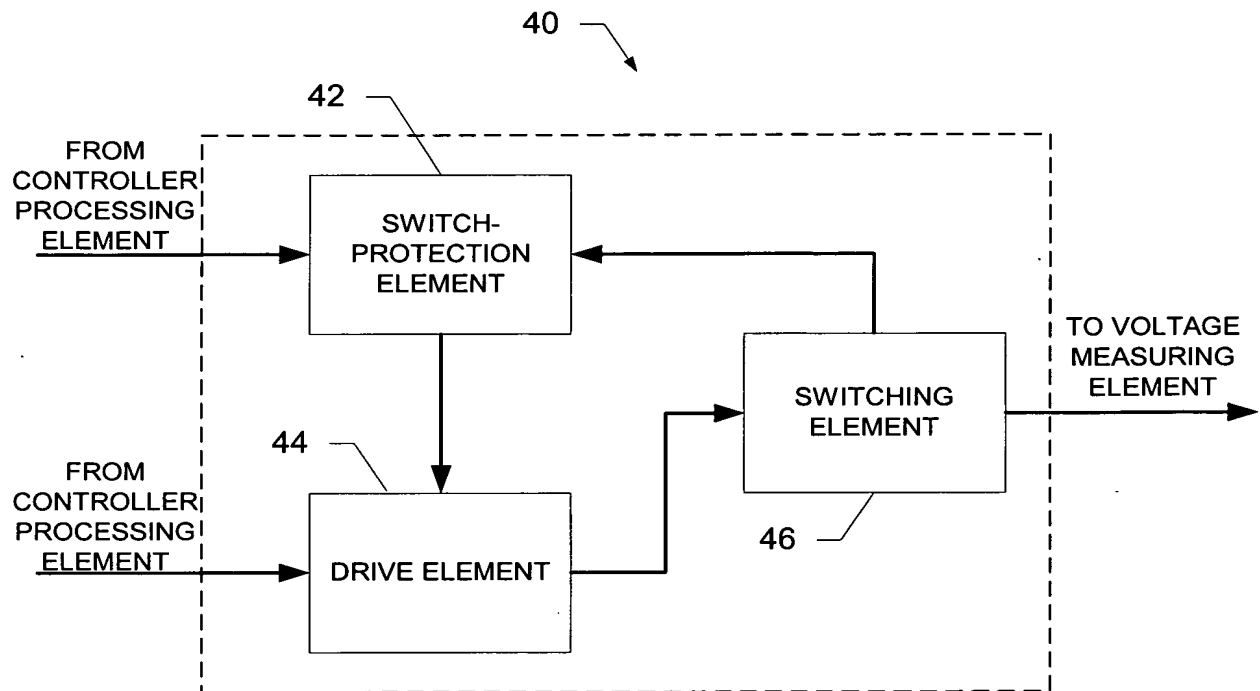 40
42
FROM
CONTROLLER
PROCESSING
ELEMENT
SWITCH-
PROTECTION
ELEMENT
TO VOLTAGE
MEASURING
ELEMENT
SWITCHING
ELEMENT
44
FROM
CONTROLLER
PROCESSING
ELEMENT
DRIVE ELEMENT
46